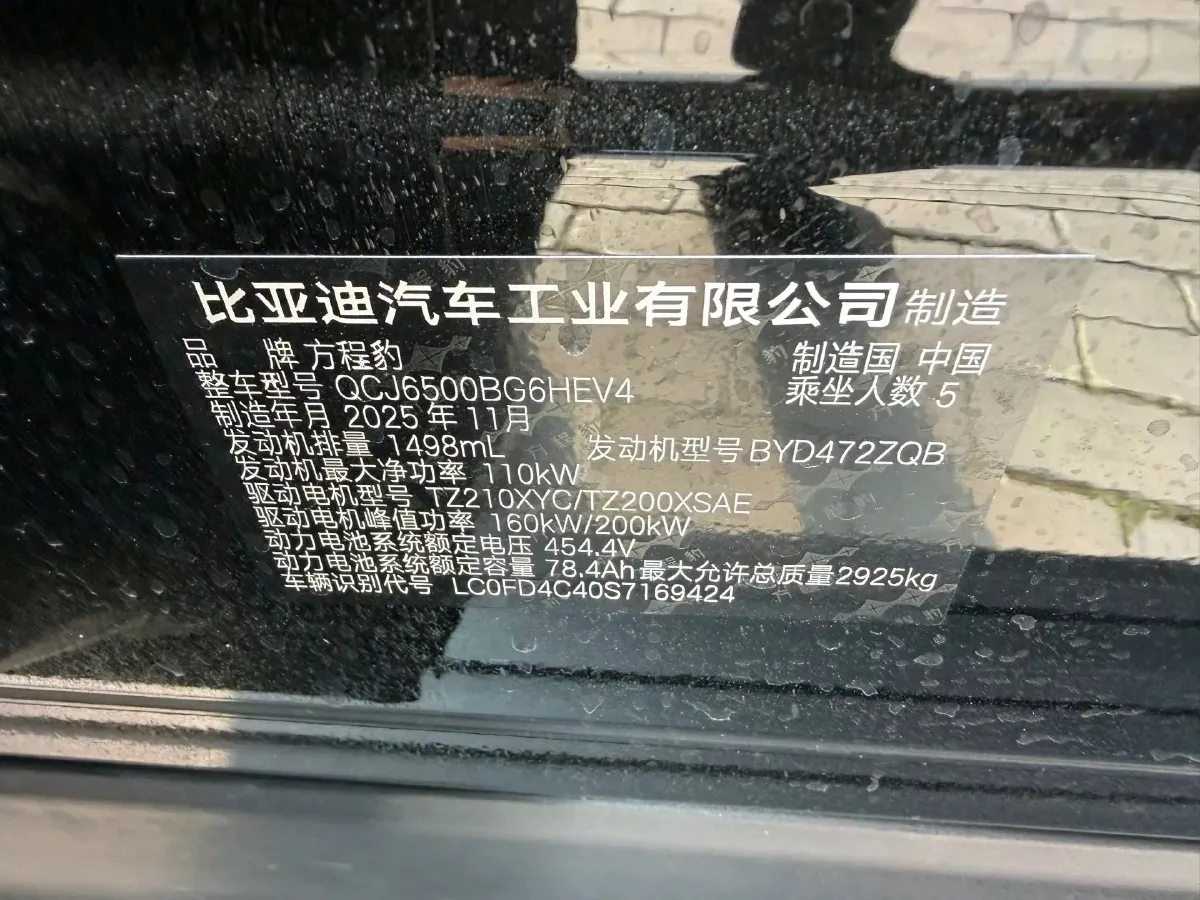 比亚迪汽车工业有限公司制造
品 牌 方程豹 制造国 中国
整车型号 QCJ6500BG6HEV4 乘坐人数 5
制造年月 2025 年 11月
发动机排量 1498mL 发动机型号 BYD472ZQB
发动机最大净功率 110kW
驱动电机型号 TZ210XYC/TZ200XSAE
驱动电机峰值功率 160kW/200kW
动力电池系统额定电压 454.4V
动力电池系统额定容量 78.4Ah 最大允许总质量2925kg
车辆识别代号 LC0FD4C40S7169424